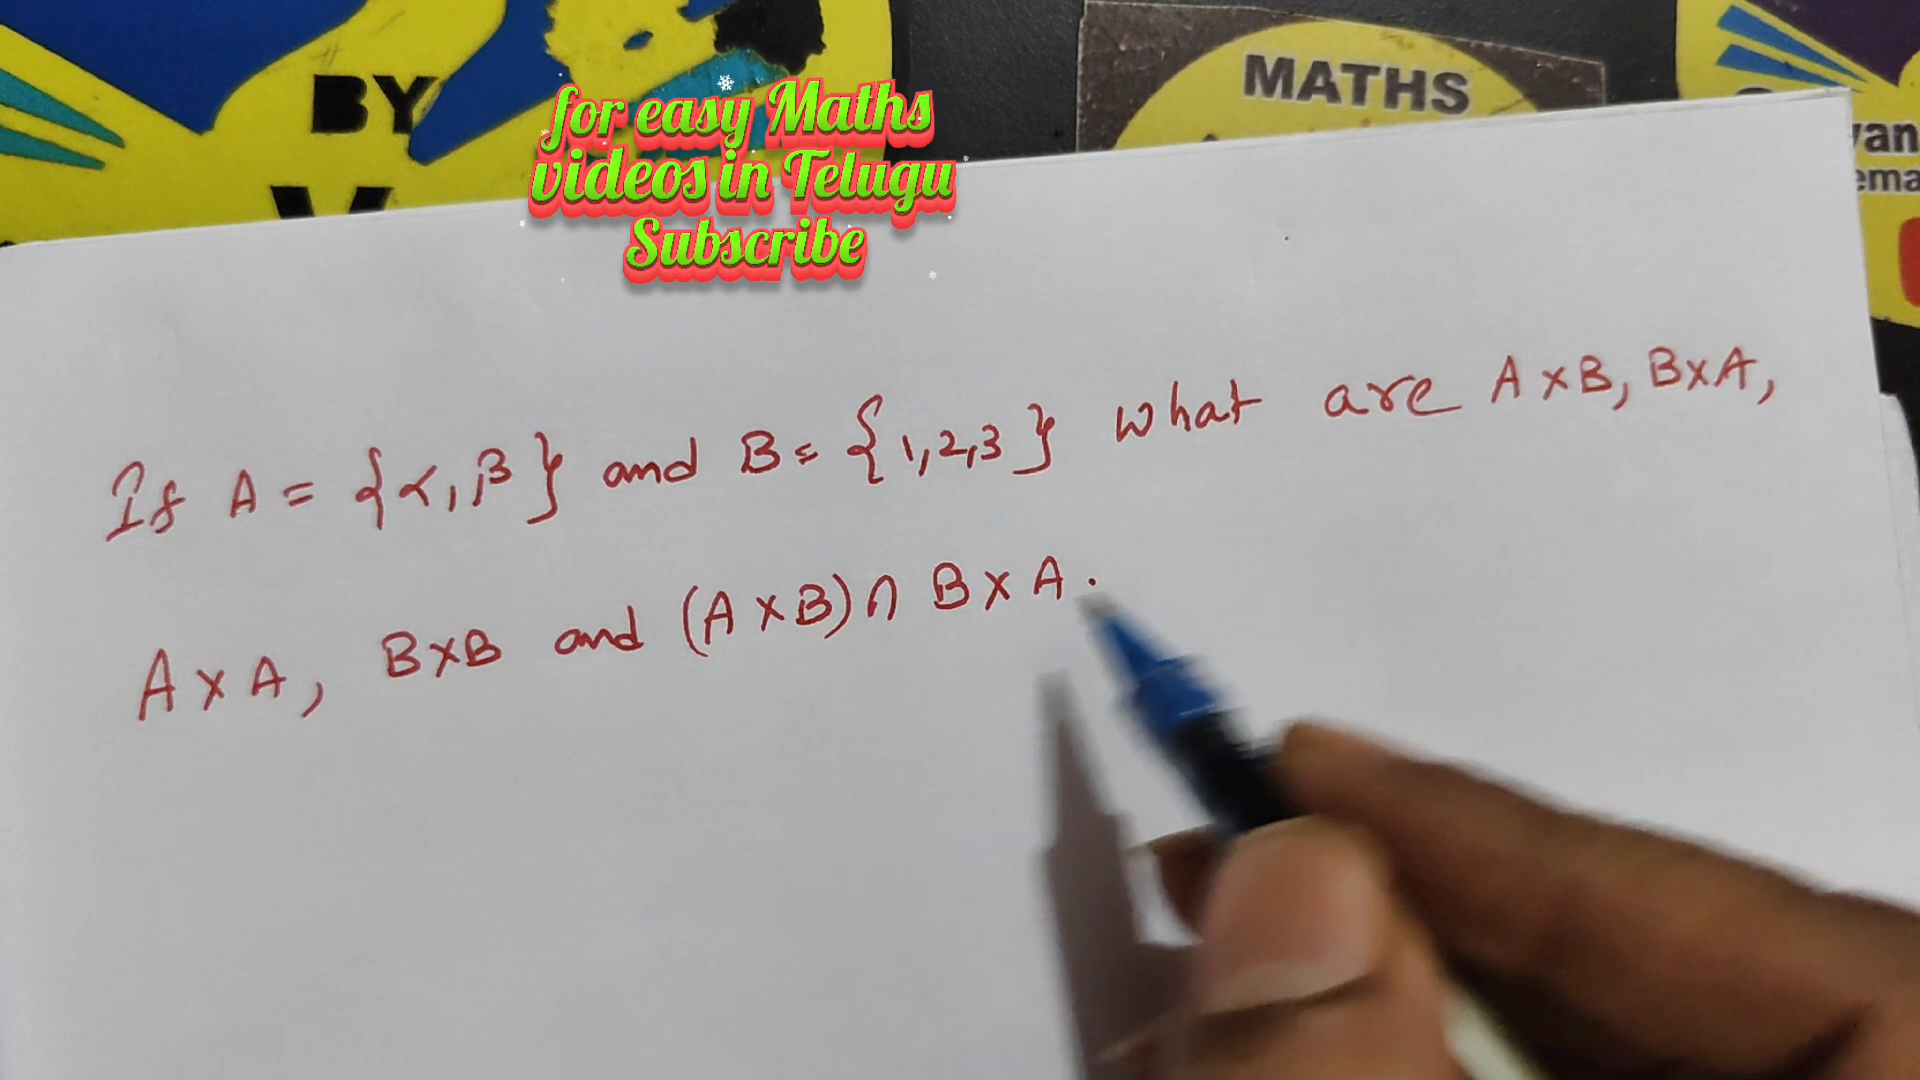 BY
V
for easy Maths
videos in Telugu
Subscribe
MATHS
If A = {α, β} and B = {1,2,3} what are A×B, B×A,
A×A, B×B and (A×B)∩ B×A.